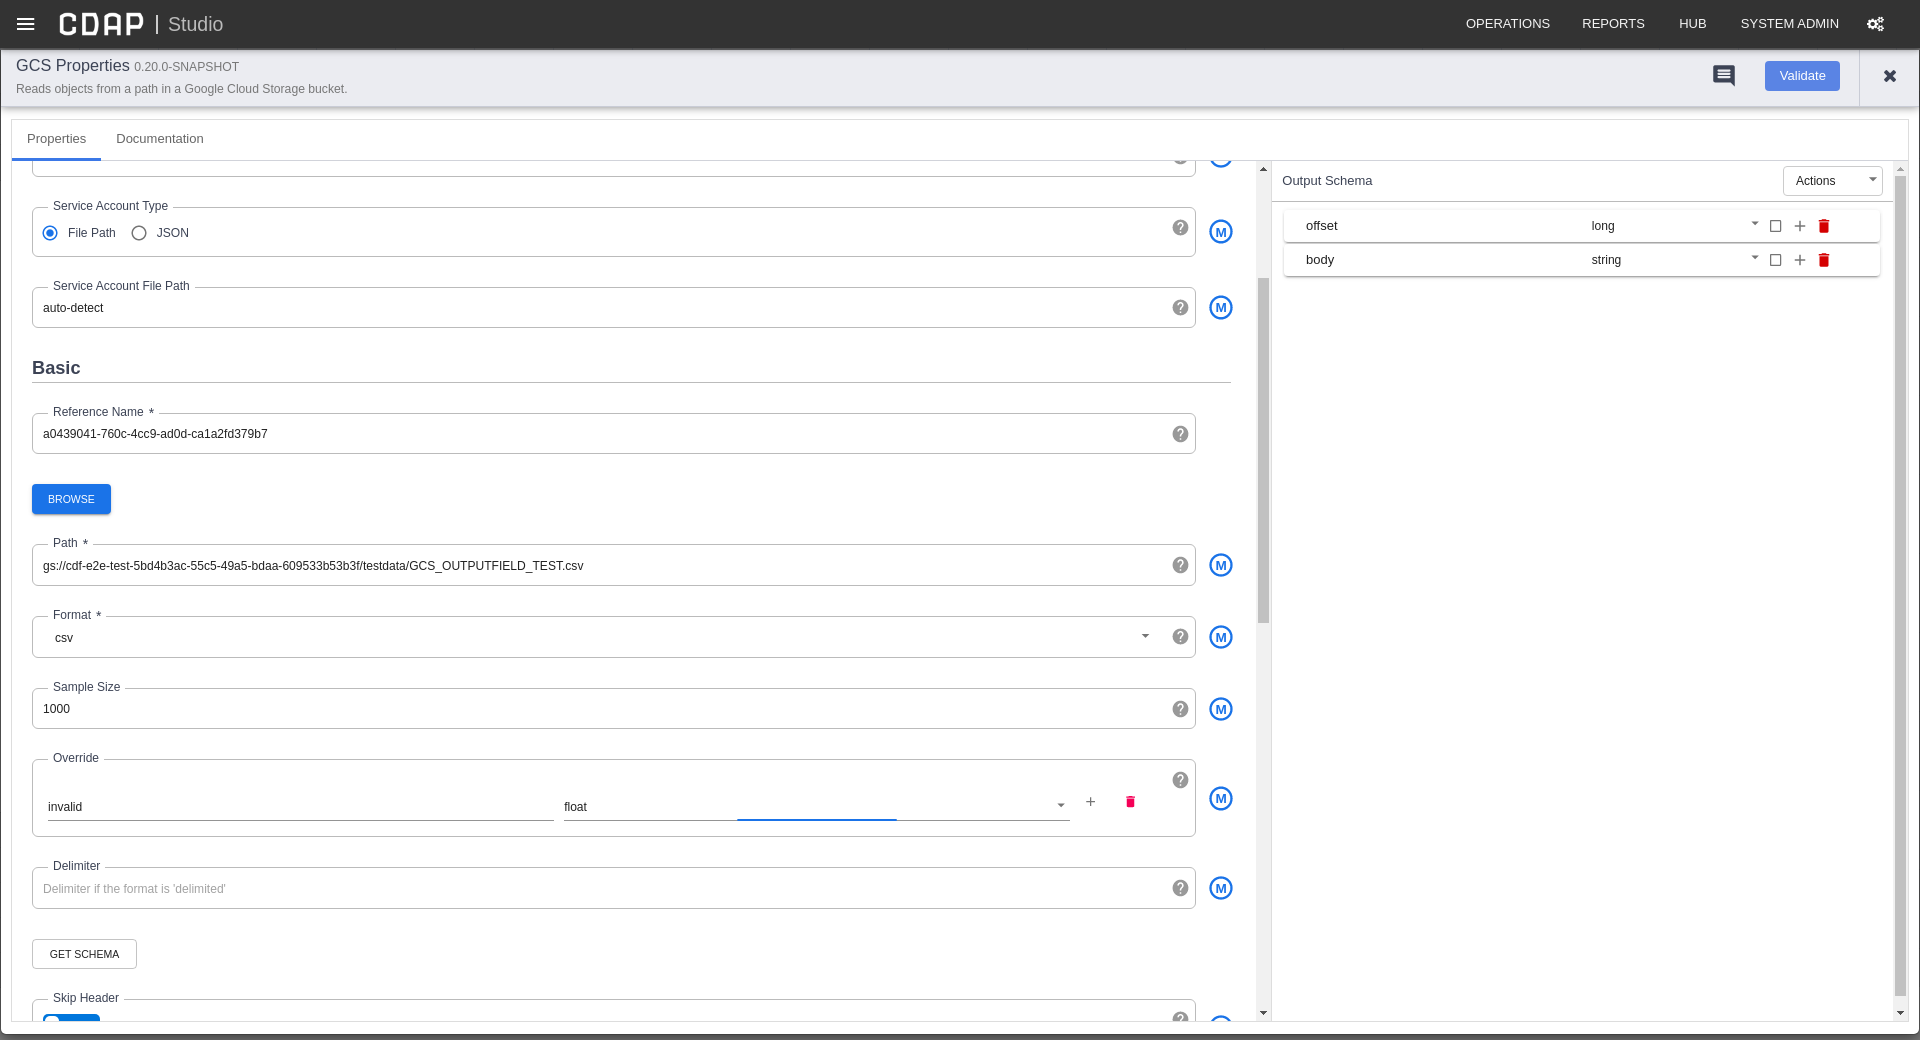 CDAP | Studio
OPERATIONS REPORTS HUB SYSTEM ADMIN
GCS Properties 0.20.0-SNAPSHOT
Reads objects from a path in a Google Cloud Storage bucket.
Validate
Properties Documentation
Output Schema
Actions
offset long
body string
Service Account Type
File Path JSON
M
Service Account File Path
auto-detect
M
Basic
Reference Name *
a0439041-760c-4cc9-ad0d-ca1a2fd379b7
BROWSE
Path *
gs://cdf-e2e-test-5bd4b3ac-55c5-49a5-bdaa-609533b53b3f/testdata/GCS_OUTPUTFIELD_TEST.csv
M
Format *
csv
M
Sample Size
1000
M
Override
invalid float
M
Delimiter
Delimiter if the format is 'delimited'
M
GET SCHEMA
Skip Header